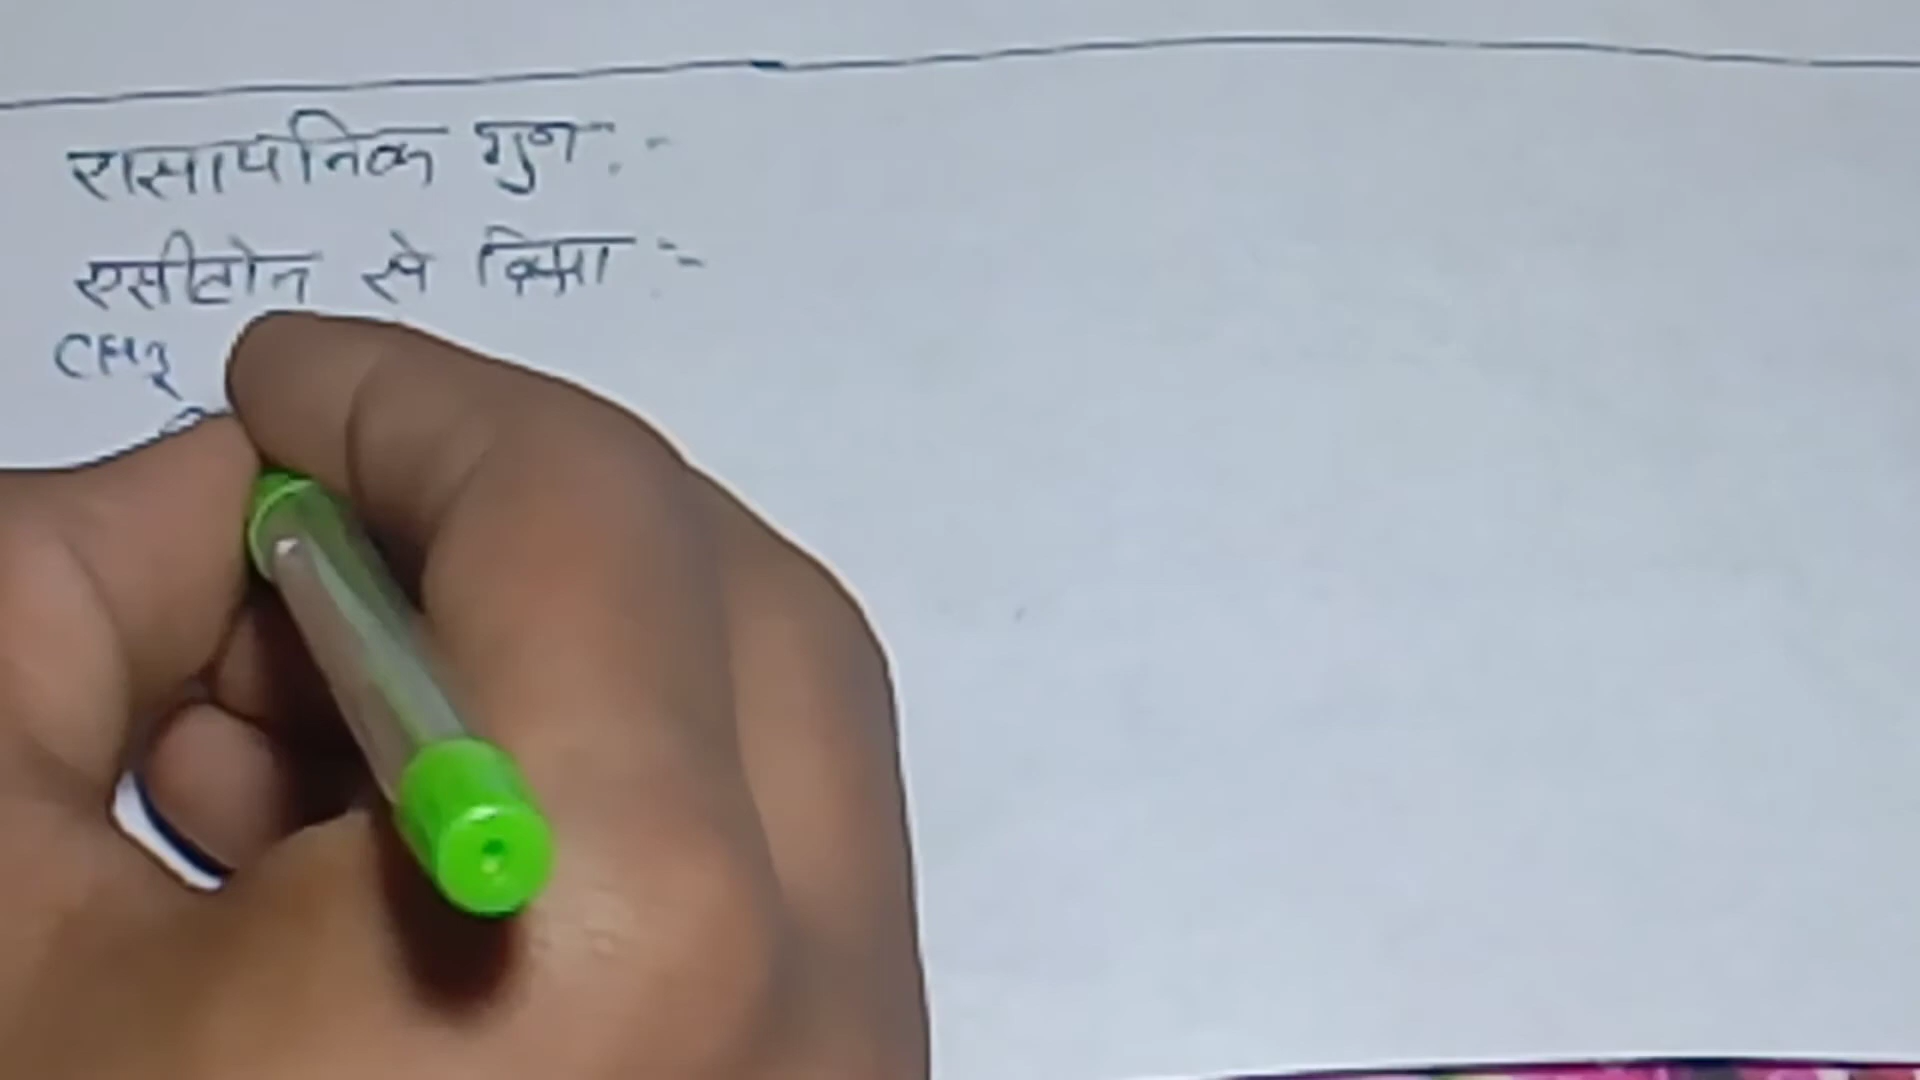 रासायनिक गुण :-
एसीटोन से क्रिया :-
CH3